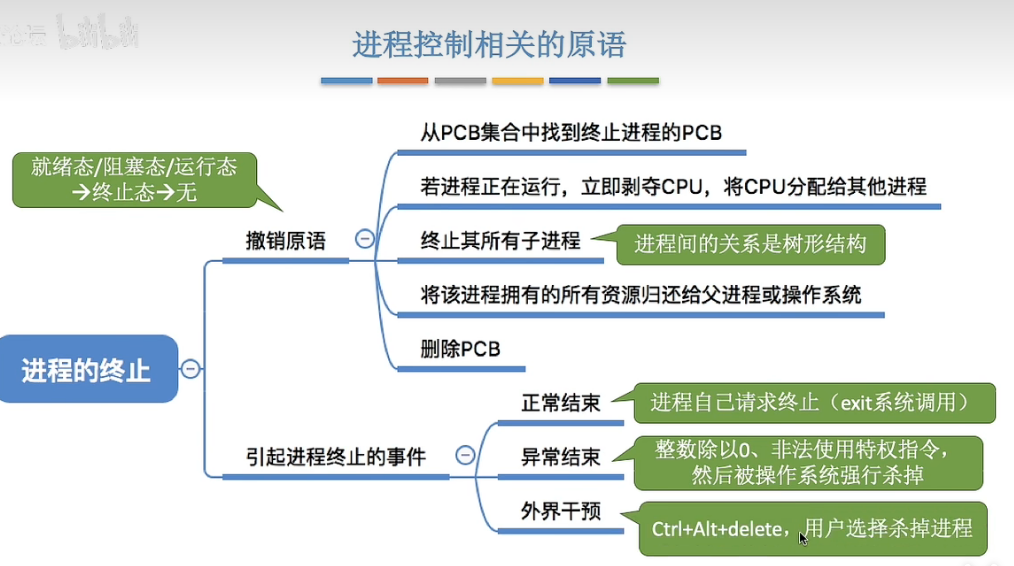 进程控制相关的原语
从PCB集合中找到终止进程的PCB
就绪态/阻塞态/运行态
→终止态→无
若进程正在运行，立即剥夺CPU，将CPU分配给其他进程
撤销原语
终止其所有子进程
进程间的关系是树形结构
将该进程拥有的所有资源归还给父进程或操作系统
删除PCB
进程的终止
正常结束
进程自己请求终止（exit系统调用）
引起进程终止的事件
异常结束
整数除以0、非法使用特权指令，
然后被操作系统强行杀掉
外界干预
Ctrl+Alt+delete，用户选择杀掉进程